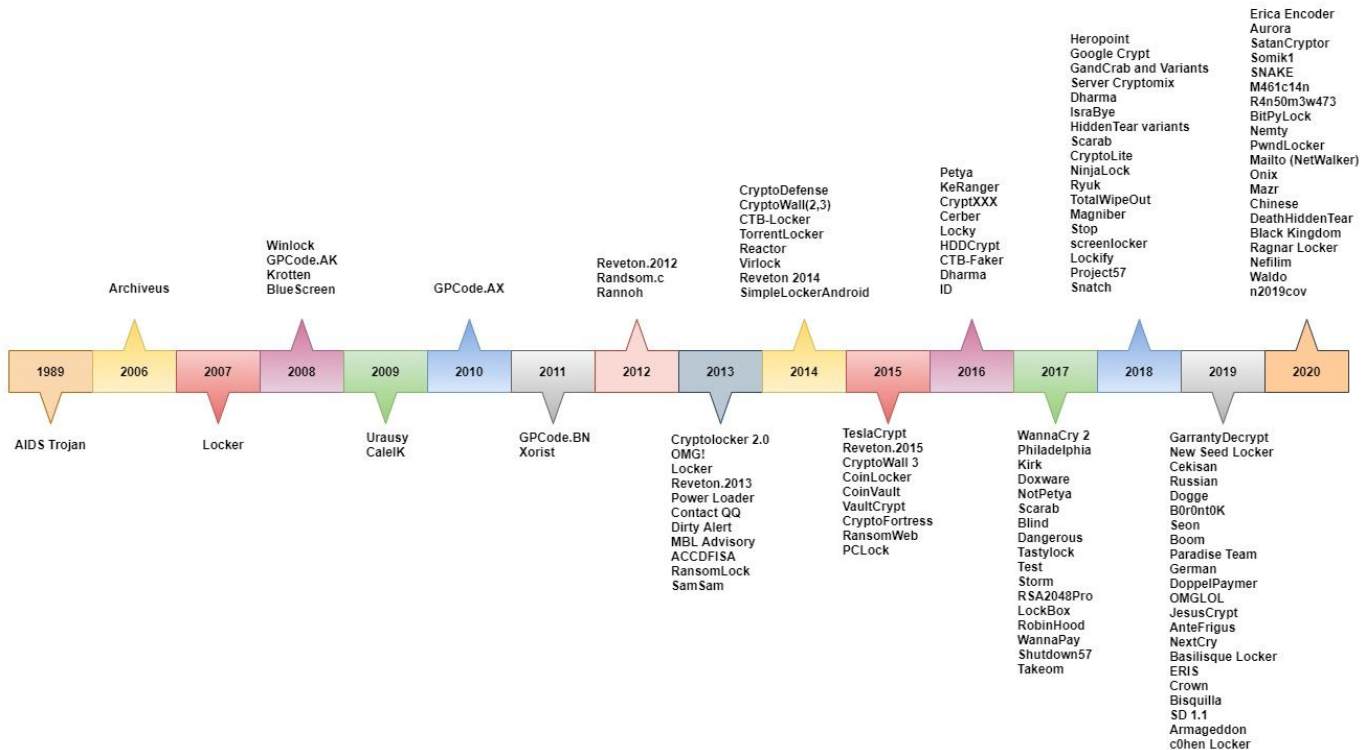 1989
AIDS Trojan
2006
Archiveus
2007
Locker
2008
Winlock
GPCode.AK
Krotten
BlueScreen
2009
Urausy
CalelK
2010
GPCode.AX
2011
GPCode.BN
Xorist
2012
Reveton.2012
Randsom.c
Rannoh
2013
Cryptolocker 2.0
OMG!
Locker
Reveton.2013
Power Loader
Contact QQ
Dirty Alert
MBL Advisory
ACCDFISA
RansomLock
SamSam
2014
CryptoDefense
CryptoWall(2,3)
CTB-Locker
TorrentLocker
Reactor
Virlock
Reveton 2014
SimpleLockerAndroid
2015
TeslaCrypt
Reveton.2015
CryptoWall 3
CoinLocker
CoinVault
VaultCrypt
CryptoFortress
RansomWeb
PCLock
2016
Petya
KeRanger
CryptXXX
Cerber
Locky
HDDCrypt
CTB-Faker
Dharma
ID
2017
WannaCry 2
Philadelphia
Kirk
Doxware
NotPetya
Scarab
Blind
Dangerous
Tastylock
Test
Storm
RSA2048Pro
LockBox
RobinHood
WannaPay
Shutdown57
Takeom
2018
Heropoint
Google Crypt
GandCrab and Variants
Server Cryptomix
Dharma
IsraBye
HiddenTear variants
Scarab
CryptoLite
NinjaLock
Ryuk
TotalWipeOut
Magniber
Stop
screenlocker
Lockify
Project57
Snatch
2019
GarrantyDecrypt
New Seed Locker
Cekisan
Russian
Dogge
B0r0nt0K
Seon
Boom
Paradise Team
German
DoppelPaymer
OMGLOL
JesusCrypt
AnteFrigus
NextCry
Basilisque Locker
ERIS
Crown
Bisquilla
SD 1.1
Armageddon
c0hen Locker
2020
Erica Encoder
Aurora
SatanCryptor
Somik1
SNAKE
M461c14n
R4n50m3w473
BitPyLock
Nemty
PwndLocker
Mailto (NetWalker)
Onix
Mazr
Chinese
DeathHiddenTear
Black Kingdom
Ragnar Locker
Nefilim
Waldo
n2019cov